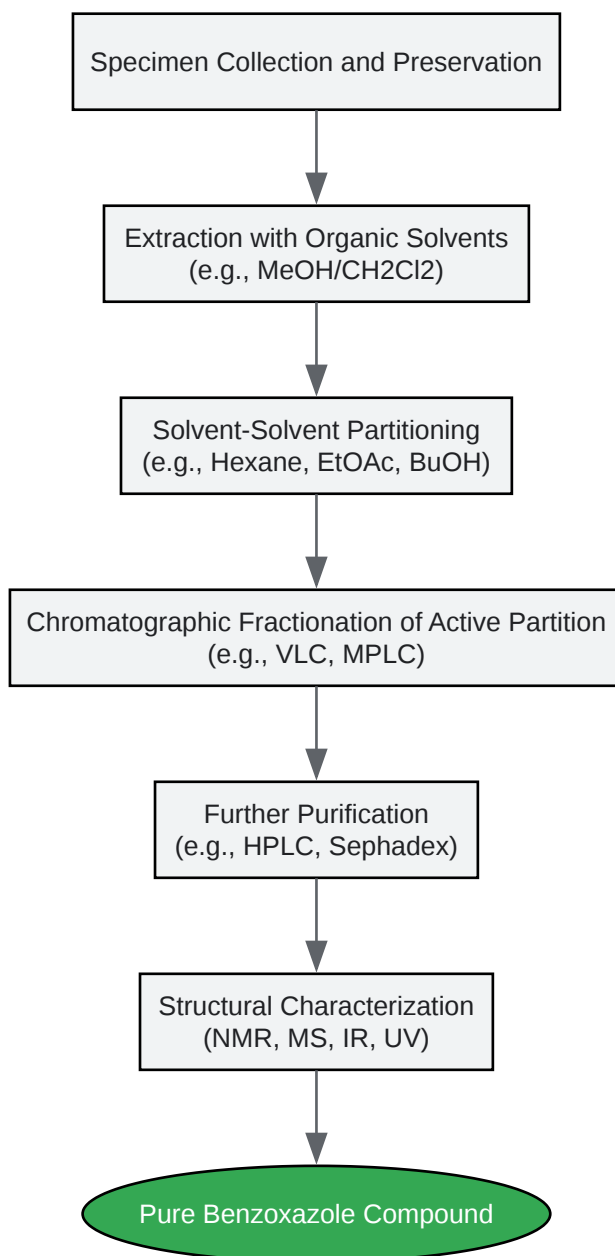 Specimen Collection and Preservation
Extraction with Organic Solvents
(e.g., MeOH/CH2Cl2)
Solvent-Solvent Partitioning
(e.g., Hexane, EtOAc, BuOH)
Chromatographic Fractionation of Active Partition
(e.g., VLC, MPLC)
Further Purification
(e.g., HPLC, Sephadex)
Structural Characterization
(NMR, MS, IR, UV)
Pure Benzoxazole Compound